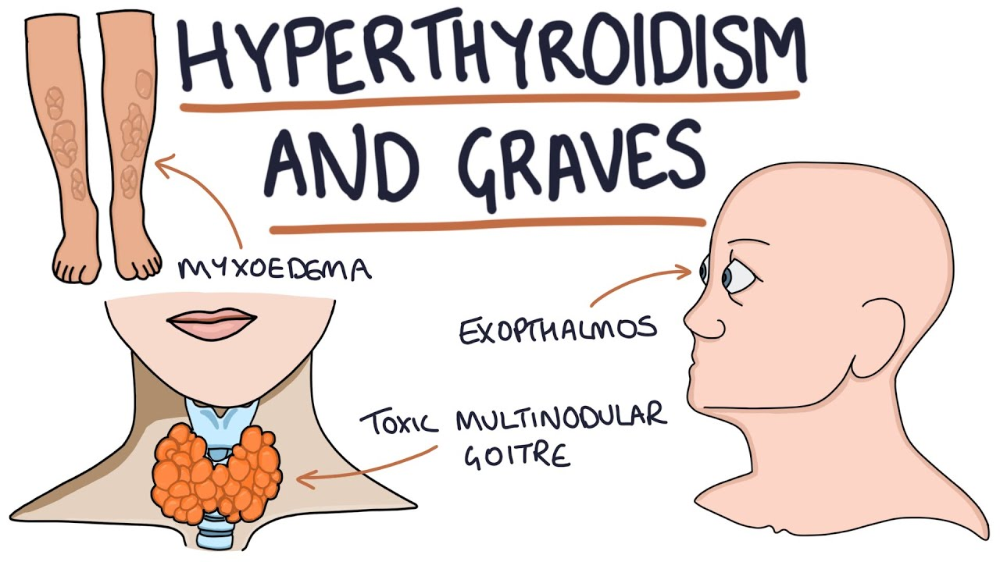 HYPERTHYROIDISM
AND GRAVES
MYXOEDEMA
EXOPTHALMOS
TOXIC MULTINODULAR
GOITRE